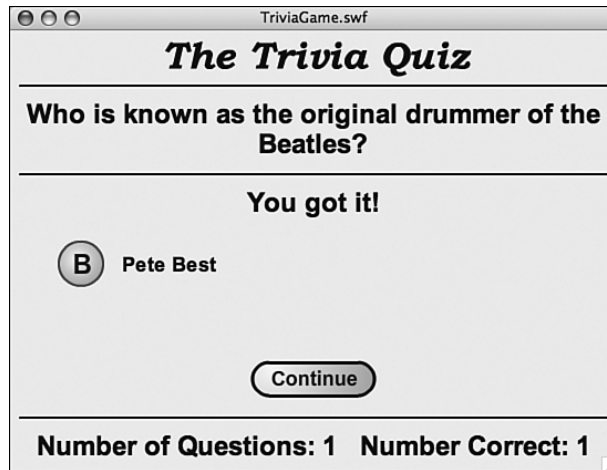 TriviaGame.swf
The Trivia Quiz
Who is known as the original drummer of the
Beatles?
You got it!
B Pete Best
Continue
Number of Questions: 1 Number Correct: 1